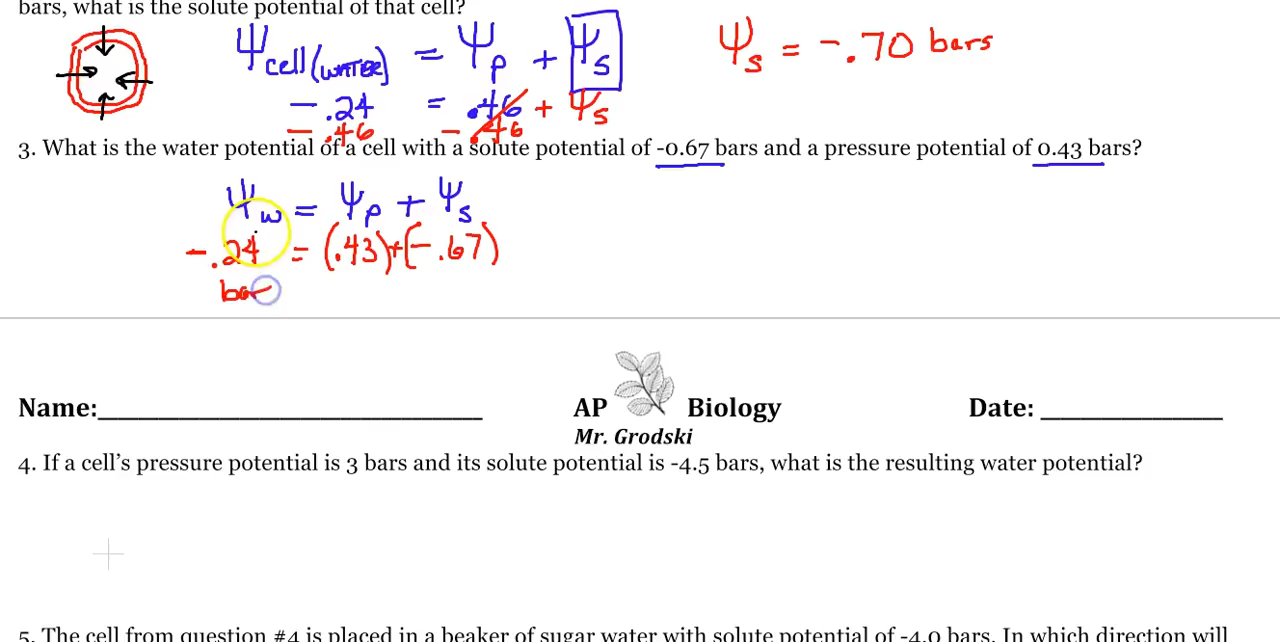 bars, what is the solute potential of that cell?
Ψcell(WATER) = Ψp + Ψs
Ψs = -.70 bars
-.24 = .46 + Ψs
-.46 -.46
3. What is the water potential of a cell with a solute potential of -0.67 bars and a pressure potential of 0.43 bars?
Ψw = Ψp + Ψs
-.24 = (.43)+(-.67)
bar
Name:
AP Biology
Date:
Mr. Grodski
4. If a cell's pressure potential is 3 bars and its solute potential is -4.5 bars, what is the resulting water potential?
5. The cell from question #4 is placed in a beaker of sugar water with solute potential of -4.0 bars. In which direction will